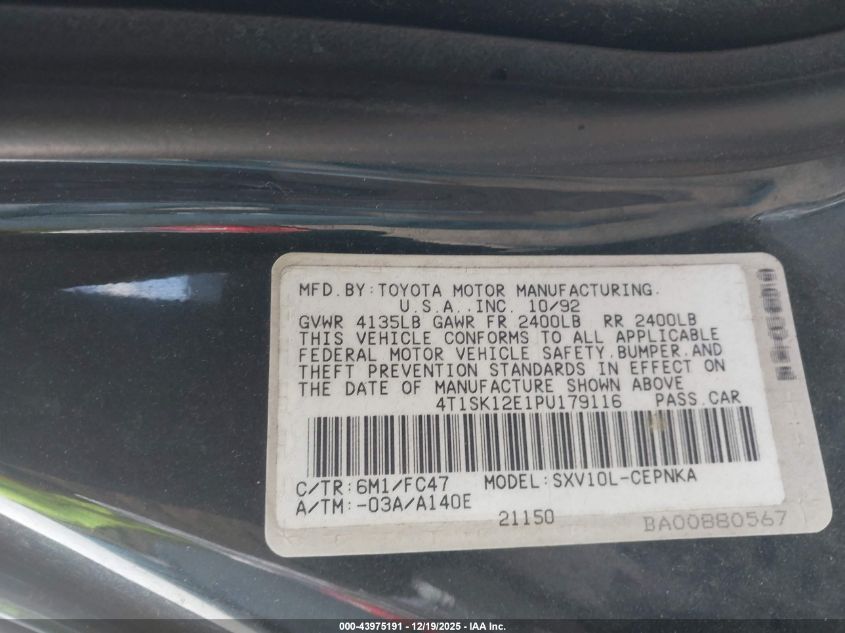 MFD.BY:TOYOTA MOTOR MANUFACTURING.
U.S.A.,INC. 10/92
GVWR 4135LB GAWR FR 2400LB RR 2400LB
THIS VEHICLE CONFORMS TO ALL APPLICABLE
FEDERAL MOTOR VEHICLE SAFETY,BUMPER,AND
THEFT PREVENTION STANDARDS IN EFFECT ON
THE DATE OF MANUFACTURE SHOWN ABOVE
4T1SK12E1PU179116 PASS.CAR
C/TR:6M1/FC47 MODEL:SXV10L-CEPNKA
A/TM:-03A/A140E
21150
BA00880567
000-43975191 - 12/19/2025 - IAA Inc.